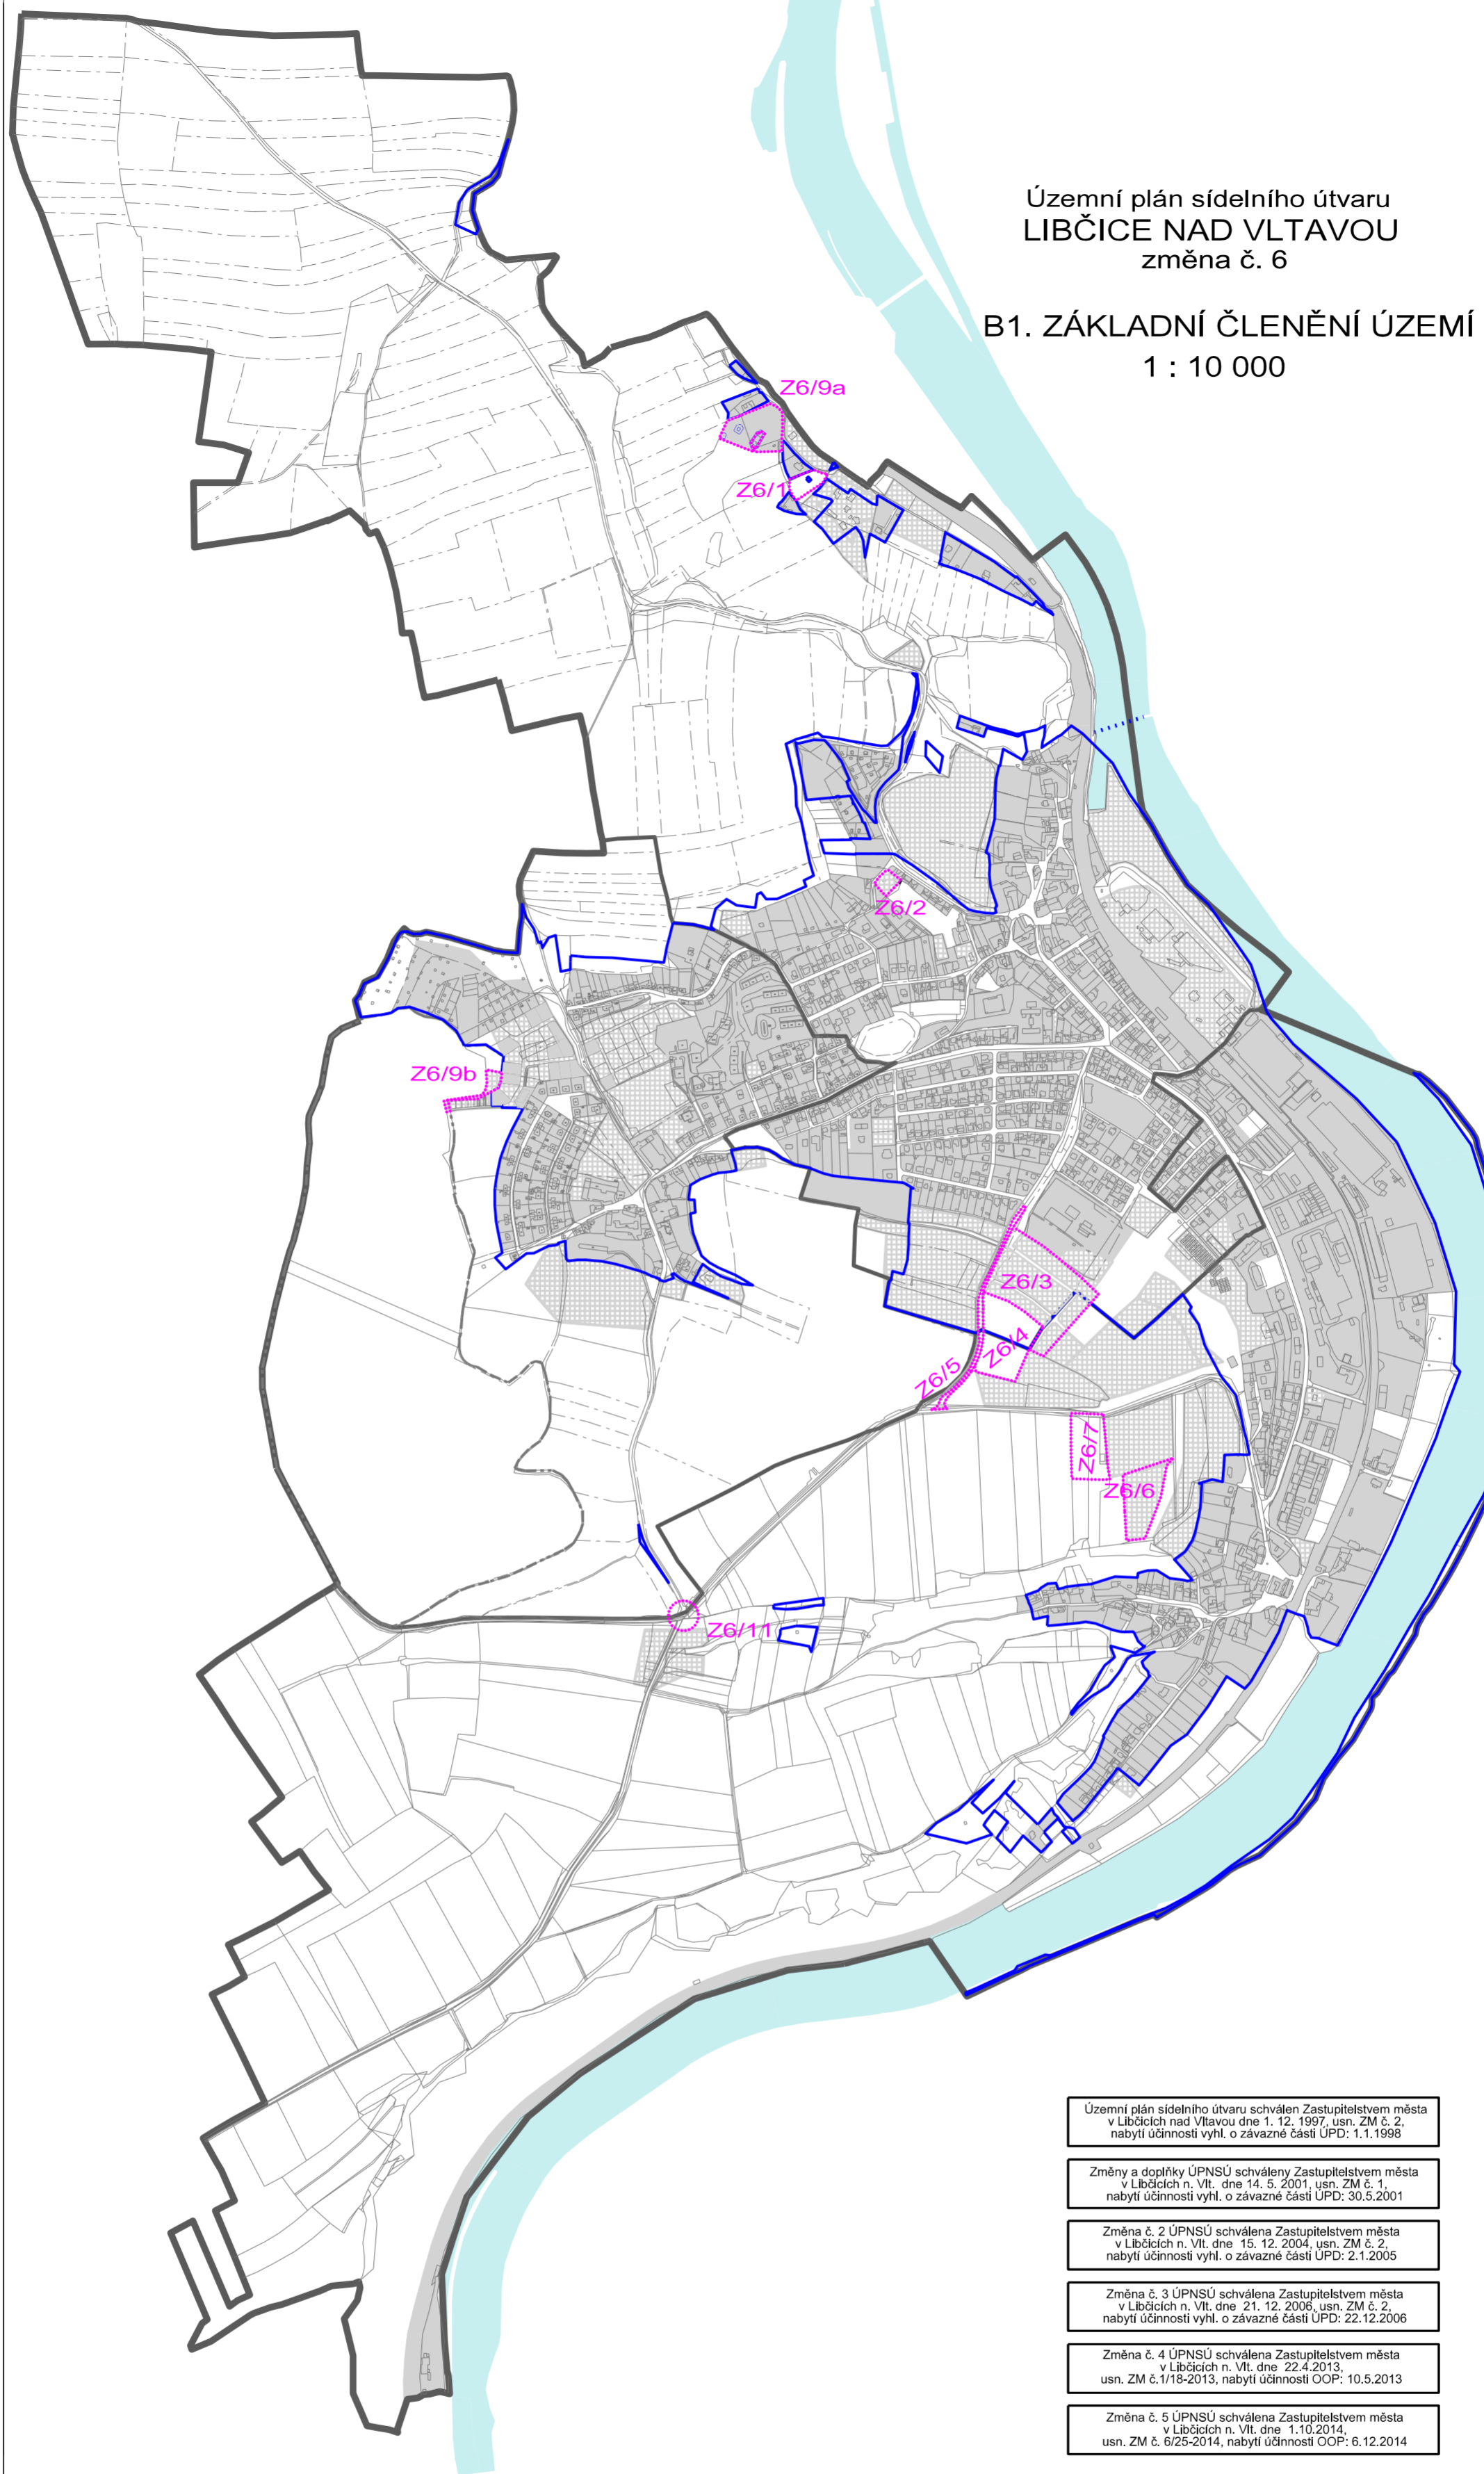 Územní plán sídelního útvaru
LIBČICE NAD VLTAVOU
změna č. 6
B1. ZÁKLADNÍ ČLENĚNÍ ÚZEMÍ
1 : 10 000
Z6/9a
Z6/1
Z6/2
Z6/9b
Z6/3
Z6/4
Z6/5
Z6/7
Z6/6
Z6/11
Územní plán sídelního útvaru schválen Zastupitelstvem města
v Libčicích nad Vltavou dne 1. 12. 1997, usn. ZM č. 2,
nabytí účinnosti vyhl. o závazné části ÚPD: 1.1.1998
Změny a doplňky ÚPNSÚ schváleny Zastupitelstvem města
v Libčicích n. Vlt. dne 14. 5. 2001, usn. ZM č. 1,
nabytí účinnosti vyhl. o závazné části ÚPD: 30.5.2001
Změna č. 2 ÚPNSÚ schválena Zastupitelstvem města
v Libčicích n. Vlt. dne 15. 12. 2004, usn. ZM č. 2,
nabytí účinnosti vyhl. o závazné části ÚPD: 2.1.2005
Změna č. 3 ÚPNSÚ schválena Zastupitelstvem města
v Libčicích n. Vlt. dne 21. 12. 2006, usn. ZM č. 2,
nabytí účinnosti vyhl. o závazné části ÚPD: 22.12.2006
Změna č. 4 ÚPNSÚ schválena Zastupitelstvem města
v Libčicích n. Vlt. dne 22.4.2013,
usn. ZM č.1/18-2013, nabytí účinnosti OOP: 10.5.2013
Změna č. 5 ÚPNSÚ schválena Zastupitelstvem města
v Libčicích n. Vlt. dne 1.10.2014,
usn. ZM č. 6/25-2014, nabytí účinnosti OOP: 6.12.2014